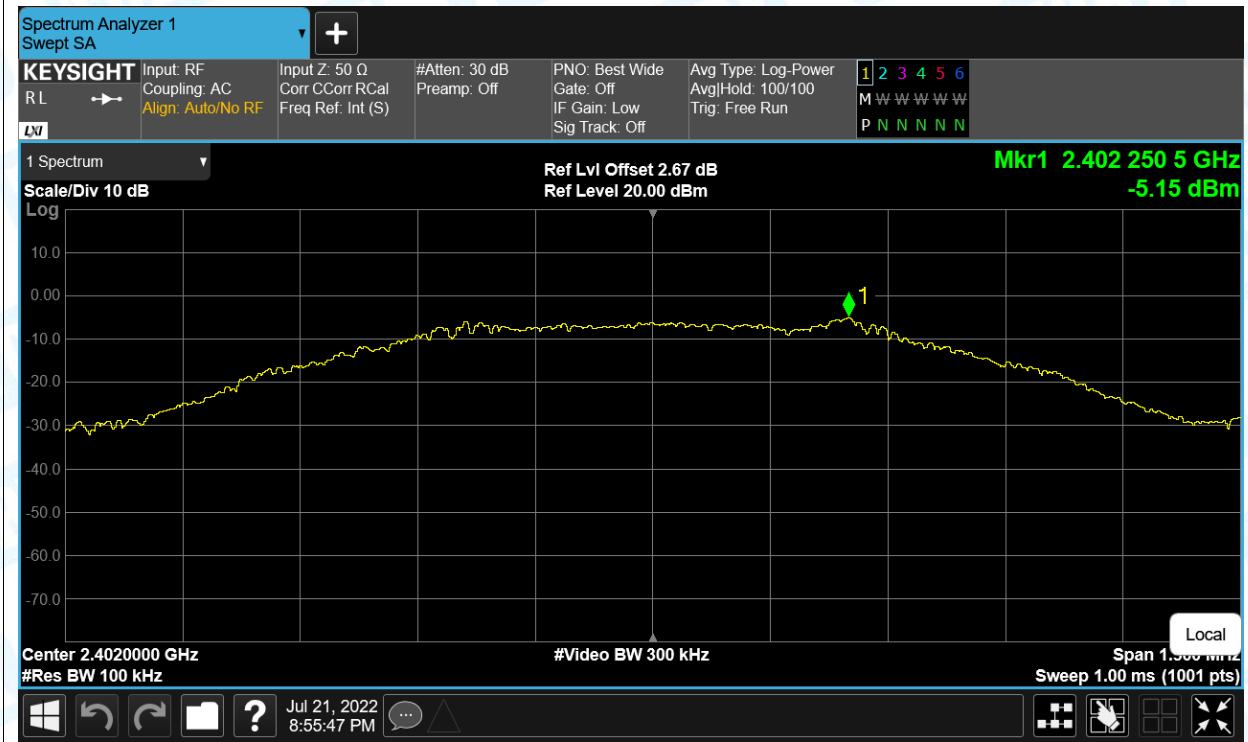 Spectrum Analyzer 1
Swept SA
KEYSIGHT
R L
LXI
Input: RF
Coupling: AC
Align: Auto/No RF
Input Z: 50 Ω
Corr CCorr RCal
Freq Ref: Int (S)
#Atten: 30 dB
Preamp: Off
PNO: Best Wide
Gate: Off
IF Gain: Low
Sig Track: Off
Avg Type: Log-Power
Avg|Hold: 100/100
Trig: Free Run
1 2 3 4 5 6
M W W W W W W
P N N N N N N
1 Spectrum
Scale/Div 10 dB
Log
Ref Lvl Offset 2.67 dB
Ref Level 20.00 dBm
Mkr1 2.402 250 5 GHz
-5.15 dBm
10.0
0.00
-10.0
-20.0
-30.0
-40.0
-50.0
-60.0
-70.0
1
Local
Center 2.4020000 GHz
#Res BW 100 kHz
#Video BW 300 kHz
Span
Sweep 1.00 ms (1001 pts)
?
Jul 21, 2022
8:55:47 PM